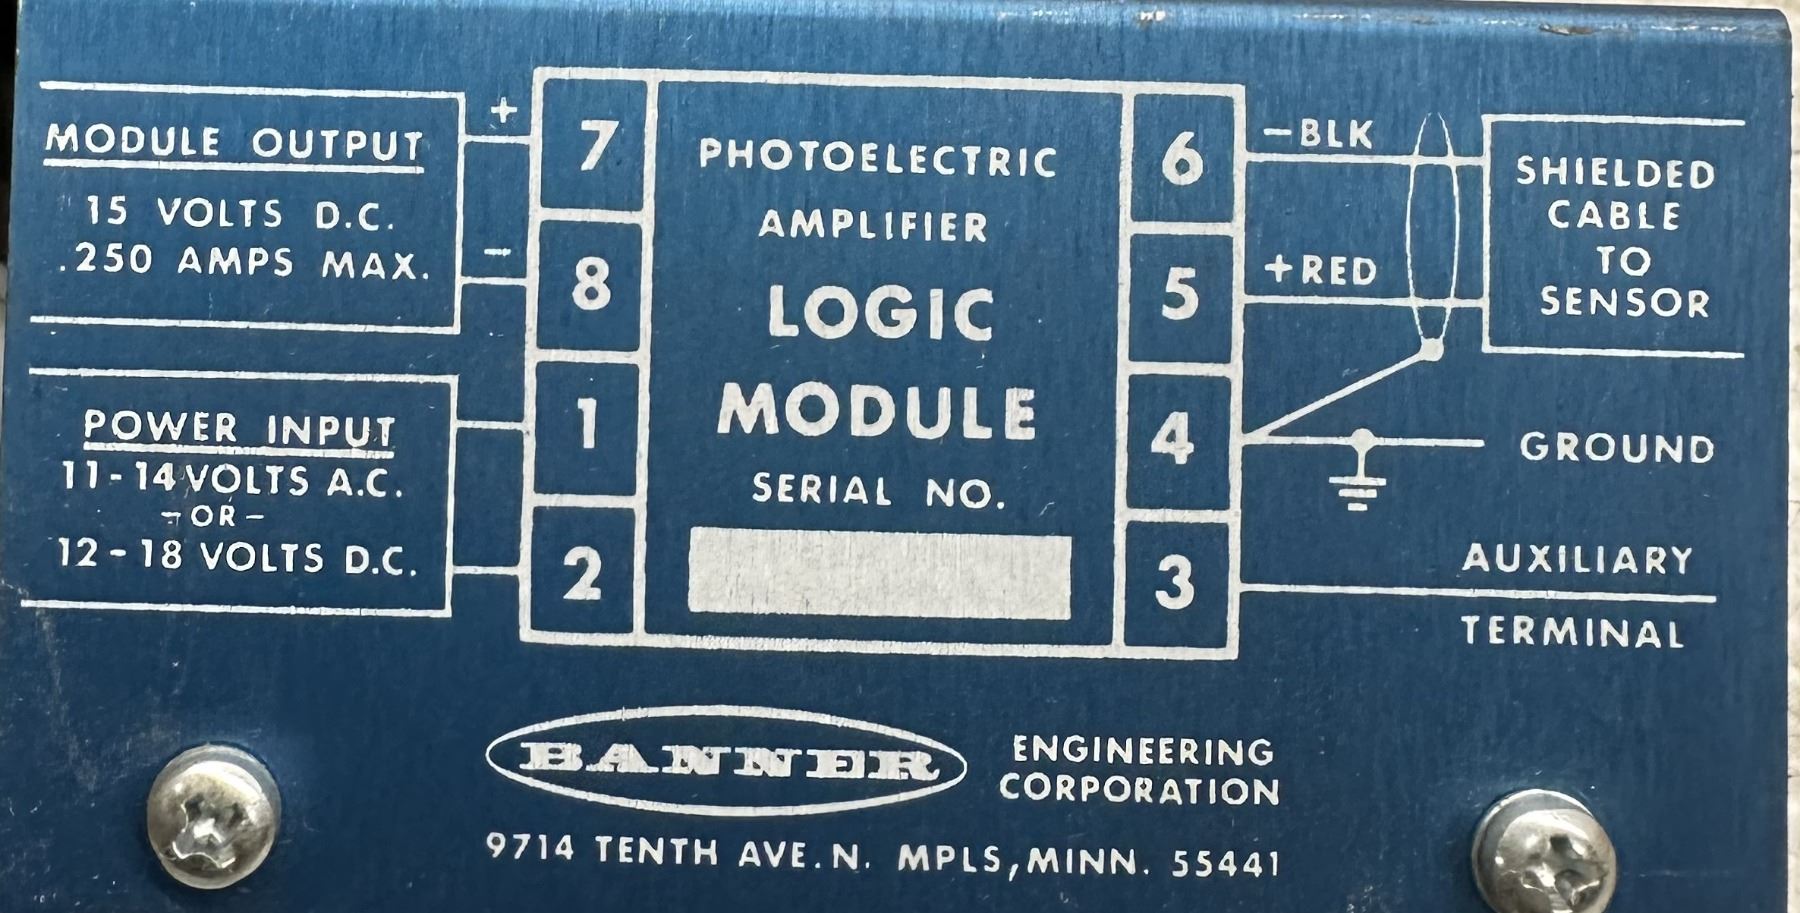 MODULE OUTPUT
15 VOLTS D.C.
.250 AMPS MAX.
+
−
POWER INPUT
11-14 VOLTS A.C.
-OR-
12-18 VOLTS D.C.
7
8
1
2
PHOTOELECTRIC
AMPLIFIER
LOGIC
MODULE
SERIAL NO.
6
5
4
3
−BLK
+RED
SHIELDED
CABLE
TO
SENSOR
GROUND
AUXILIARY
TERMINAL
BANNER
ENGINEERING
CORPORATION
9714 TENTH AVE. N. MPLS, MINN. 55441